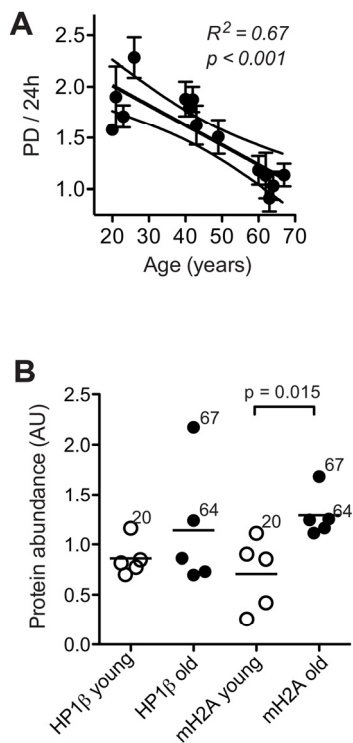 A
R² = 0.67
p < 0.001
PD / 24h
2.5
2.0
1.5
1.0
20 30 40 50 60 70
Age (years)
B
Protein abundance (AU)
2.5
2.0
1.5
1.0
0.5
0.0
p = 0.015
67
67
20
64
20
64
HP1β young
HP1β old
mH2A young
mH2A old